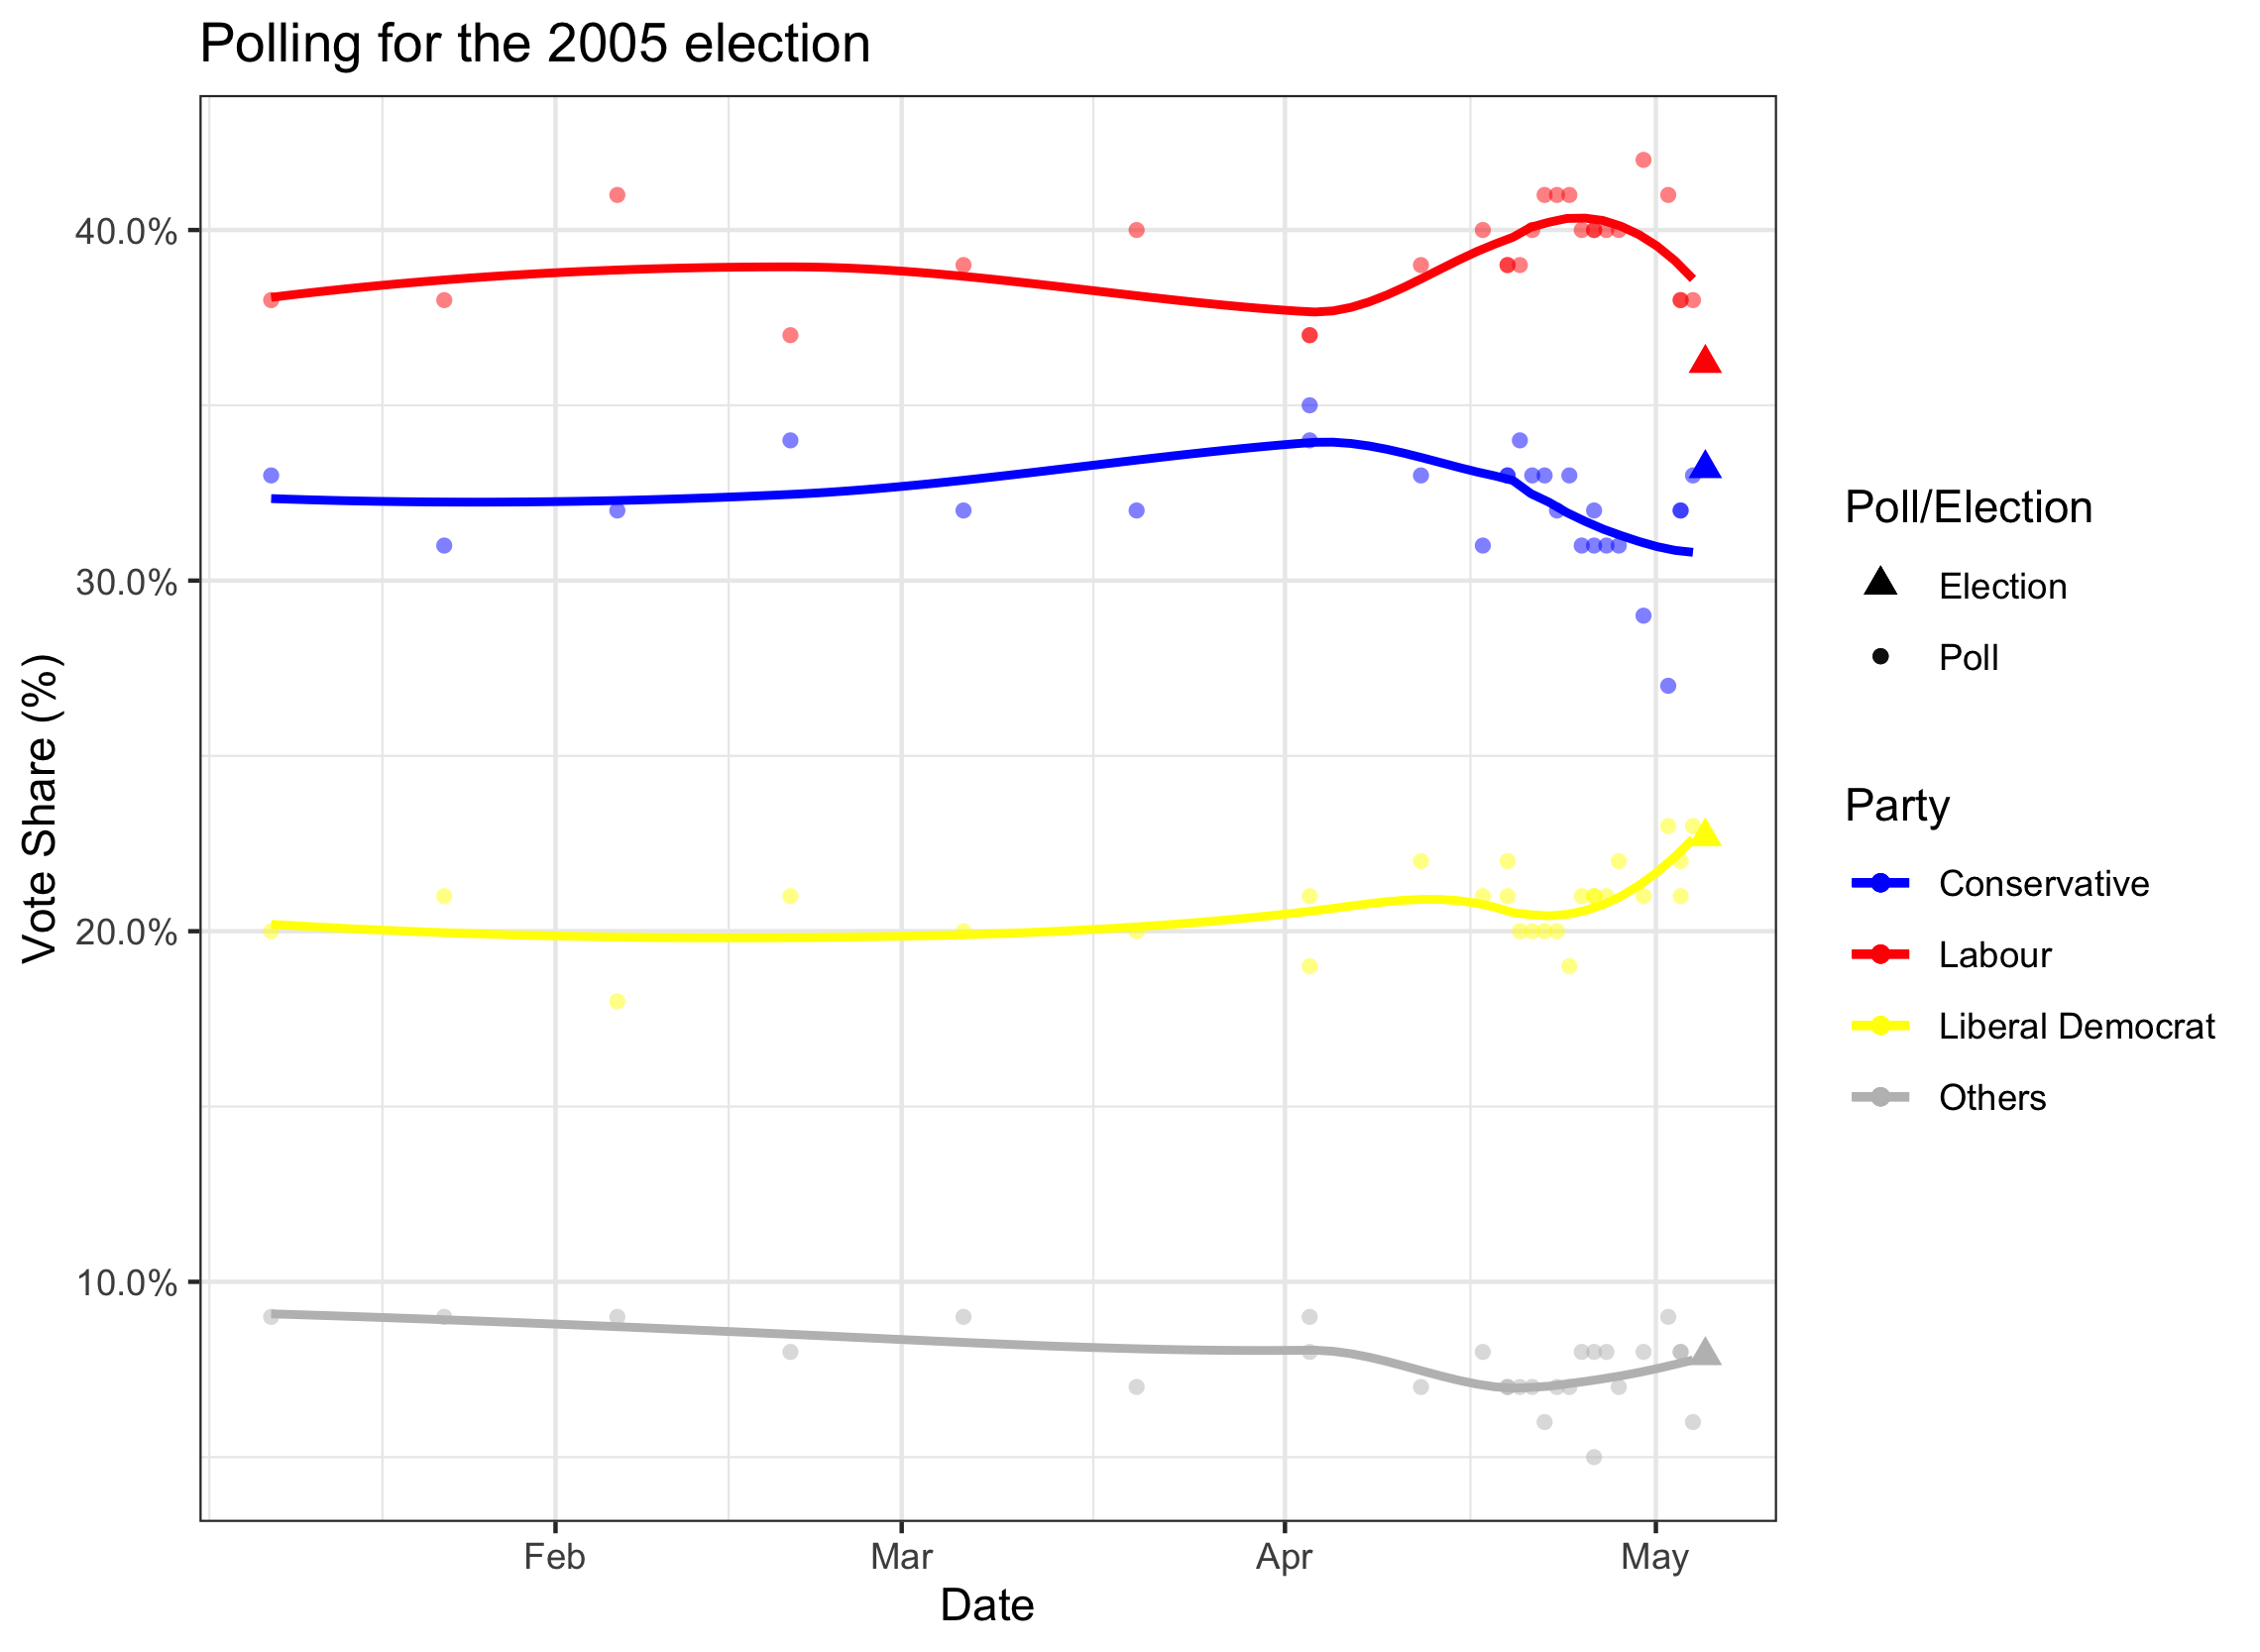 Polling for the 2005 election
Vote Share (%)
40.0%
30.0%
20.0%
10.0%
Feb
Mar
Apr
May
Date
Poll/Election
Election
Poll
Party
Conservative
Labour
Liberal Democrat
Others